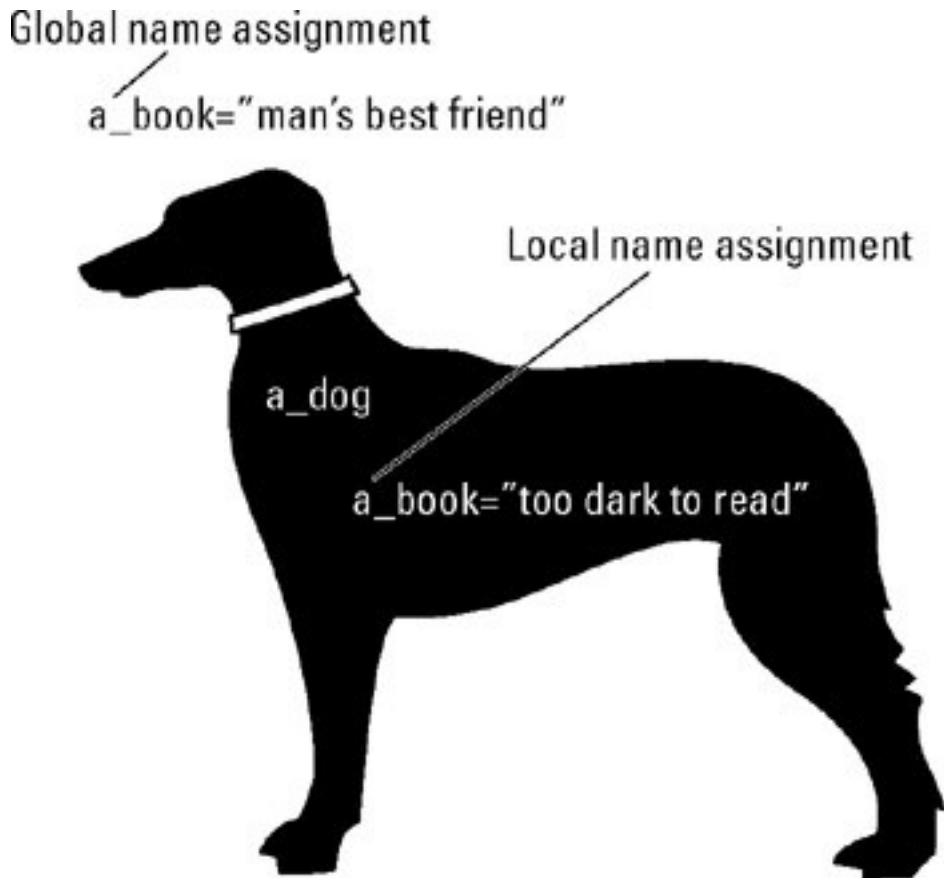 Global name assignment
a_book="man's best friend"
Local name assignment
a_dog
a_book="too dark to read"